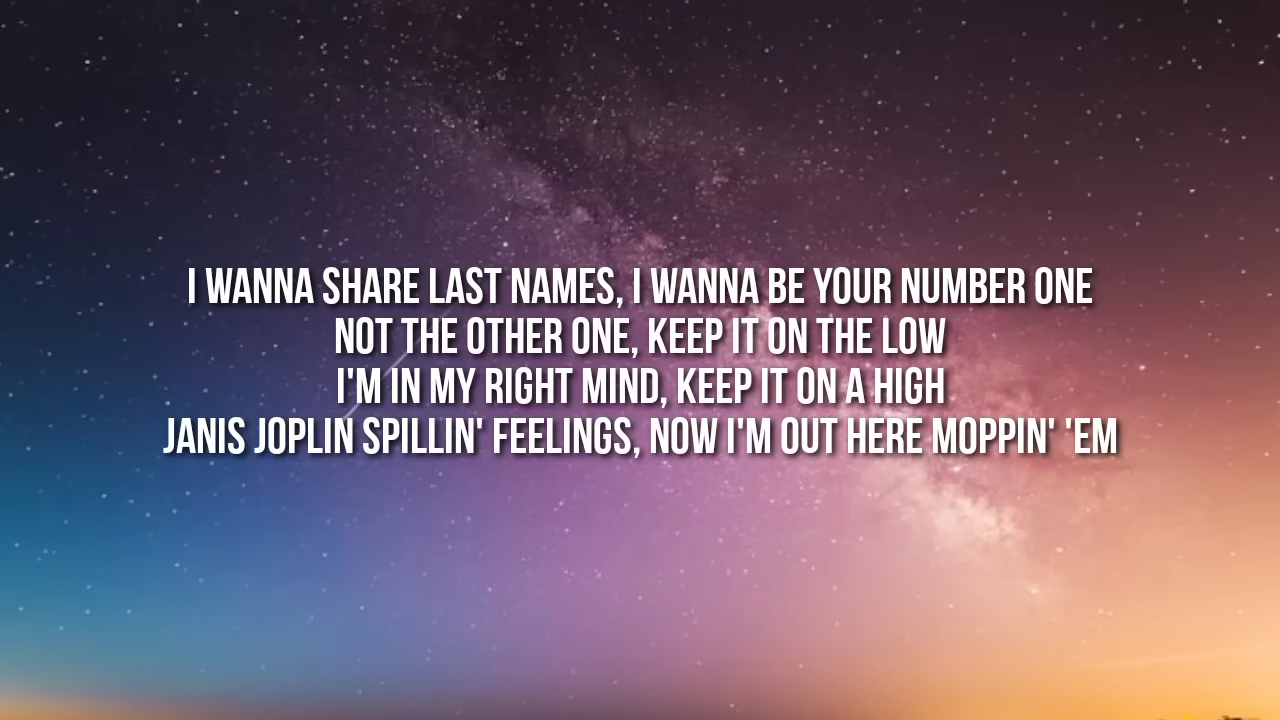 I WANNA SHARE LAST NAMES, I WANNA BE YOUR NUMBER ONE
NOT THE OTHER ONE, KEEP IT ON THE LOW
I'M IN MY RIGHT MIND, KEEP IT ON A HIGH
JANIS JOPLIN SPILLIN' FEELINGS, NOW I'M OUT HERE MOPPIN' 'EM